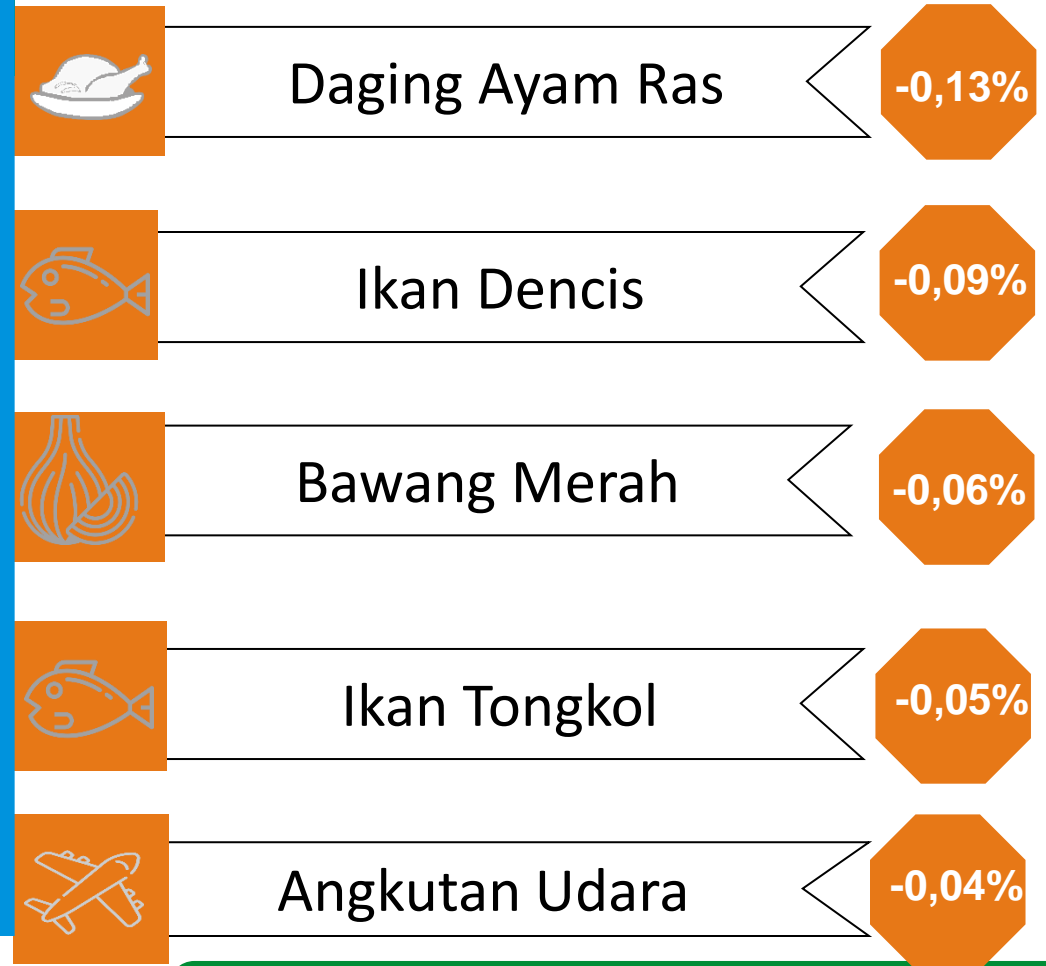 Daging Ayam Ras
-0,13%
Ikan Dencis
-0,09%
Bawang Merah
-0,06%
Ikan Tongkol
-0,05%
Angkutan Udara
-0,04%